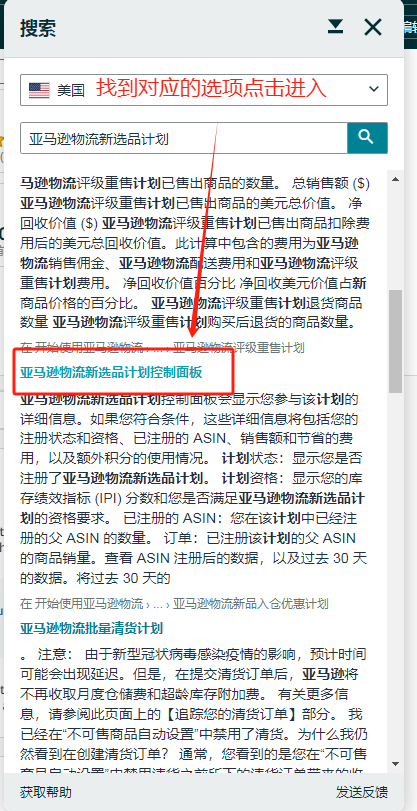 搜索
编辑
美国
找到对应的选项点击进入
亚马逊物流新选品计划
马逊物流评级重售计划已售出商品的数量。 总销售额 ($)
亚马逊物流评级重售计划已售出商品的美元总价值。 净
回收价值 ($) 亚马逊物流评级重售计划已售出商品扣除费
用后的美元总回收价值。此计算中包含的费用为亚马逊
物流销售佣金、亚马逊物流配送费用和亚马逊物流评级
重售计划费用。 净回收价值百分比 净回收美元价值占新
商品价格的百分比。 亚马逊物流评级重售计划退货商品
数量 亚马逊物流评级重售计划购买后退货的商品数量。
在 开始使用亚马逊物流 › ... › 亚马逊物流评级重售计划
亚马逊物流新选品计划控制面板
亚马逊物流新选品计划控制面板会显示您参与该计划的
详细信息。如果您符合条件，这些详细信息将包括您的
注册状态和资格、已注册的 ASIN、销售额和节省的费
用，以及额外积分的使用情况。 计划状态：显示您是否
注册了亚马逊物流新选品计划。 计划资格：显示您的库
存绩效指标 (IPI) 分数和您是否满足亚马逊物流新选品计
划的资格要求。 已注册的 ASIN：您在该计划中已经注
册的父 ASIN 的数量。 订单：已注册该计划的父 ASIN
的商品销量。查看 ASIN 注册后的数据，以及过去 30 天
的数据。将过去 30 天的
在 开始使用亚马逊物流 › ... › 亚马逊物流新品入仓优惠计划
亚马逊物流批量清货计划
。 注意： 由于新型冠状病毒感染疫情的影响，预计时间
可能会出现延迟。但是，在提交清货订单后，亚马逊将
不再收取月度仓储费和超龄库存附加费。 有关更多信
息，请参阅此页面上的【追踪您的清货订单】部分。 我
已经在“不可售商品自动设置”中禁用了清货。为什么我仍
然看到在创建清货订单？ 通常，您看到的是您在“不可售
获取帮助
发送反馈